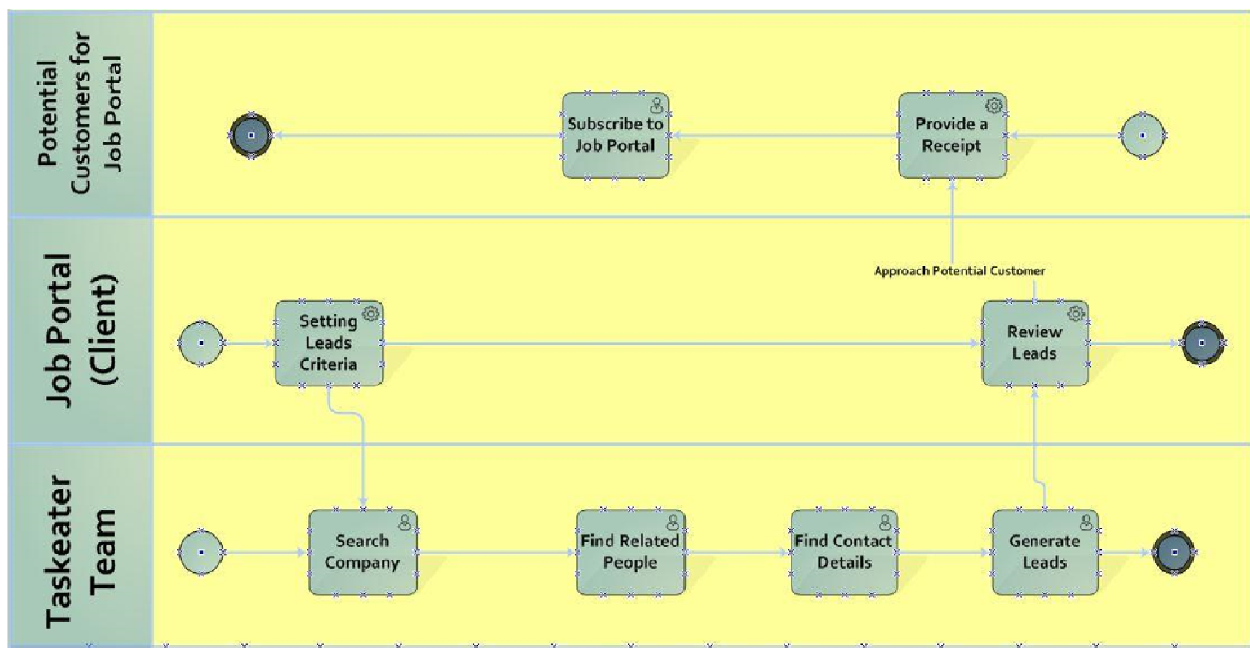 Potential
Customers for
Job Portal
Subscribe to
Job Portal
Provide a
Receipt
Job Portal
(Client)
Setting
Leads
Criteria
Approach Potential Customer
Review
Leads
Taskeater
Team
Search
Company
Find Related
People
Find Contact
Details
Generate
Leads